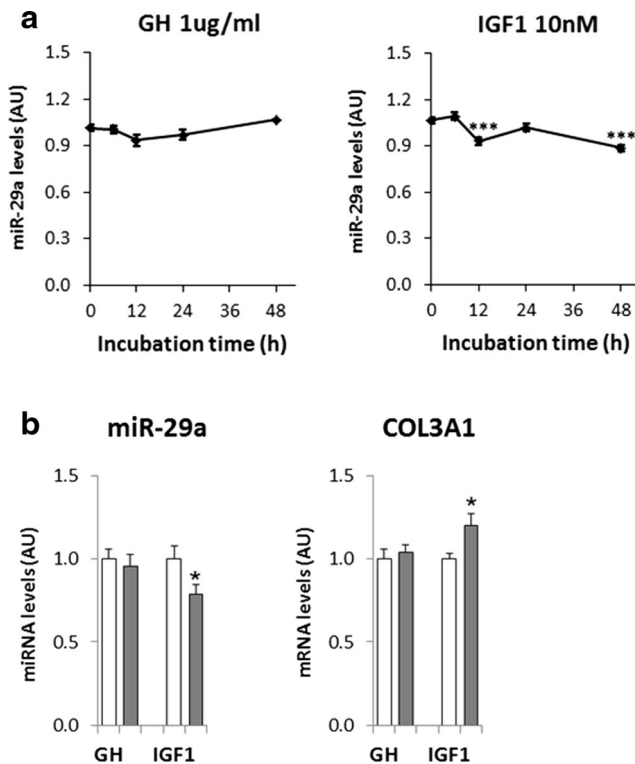 a
GH 1ug/ml
miR-29a levels (AU)
1.5
1.2
0.9
0.6
0.3
0.0
0 12 24 36 48
Incubation time (h)
IGF1 10nM
miR-29a levels (AU)
1.5
1.2
0.9
0.6
0.3
0.0
*** ***
0 12 24 36 48
Incubation time (h)
b
miR-29a
miRNA levels (AU)
1.5
1.0
0.5
0.0
*
GH IGF1
COL3A1
mRNA levels (AU)
1.5
1.0
0.5
0.0
*
GH IGF1